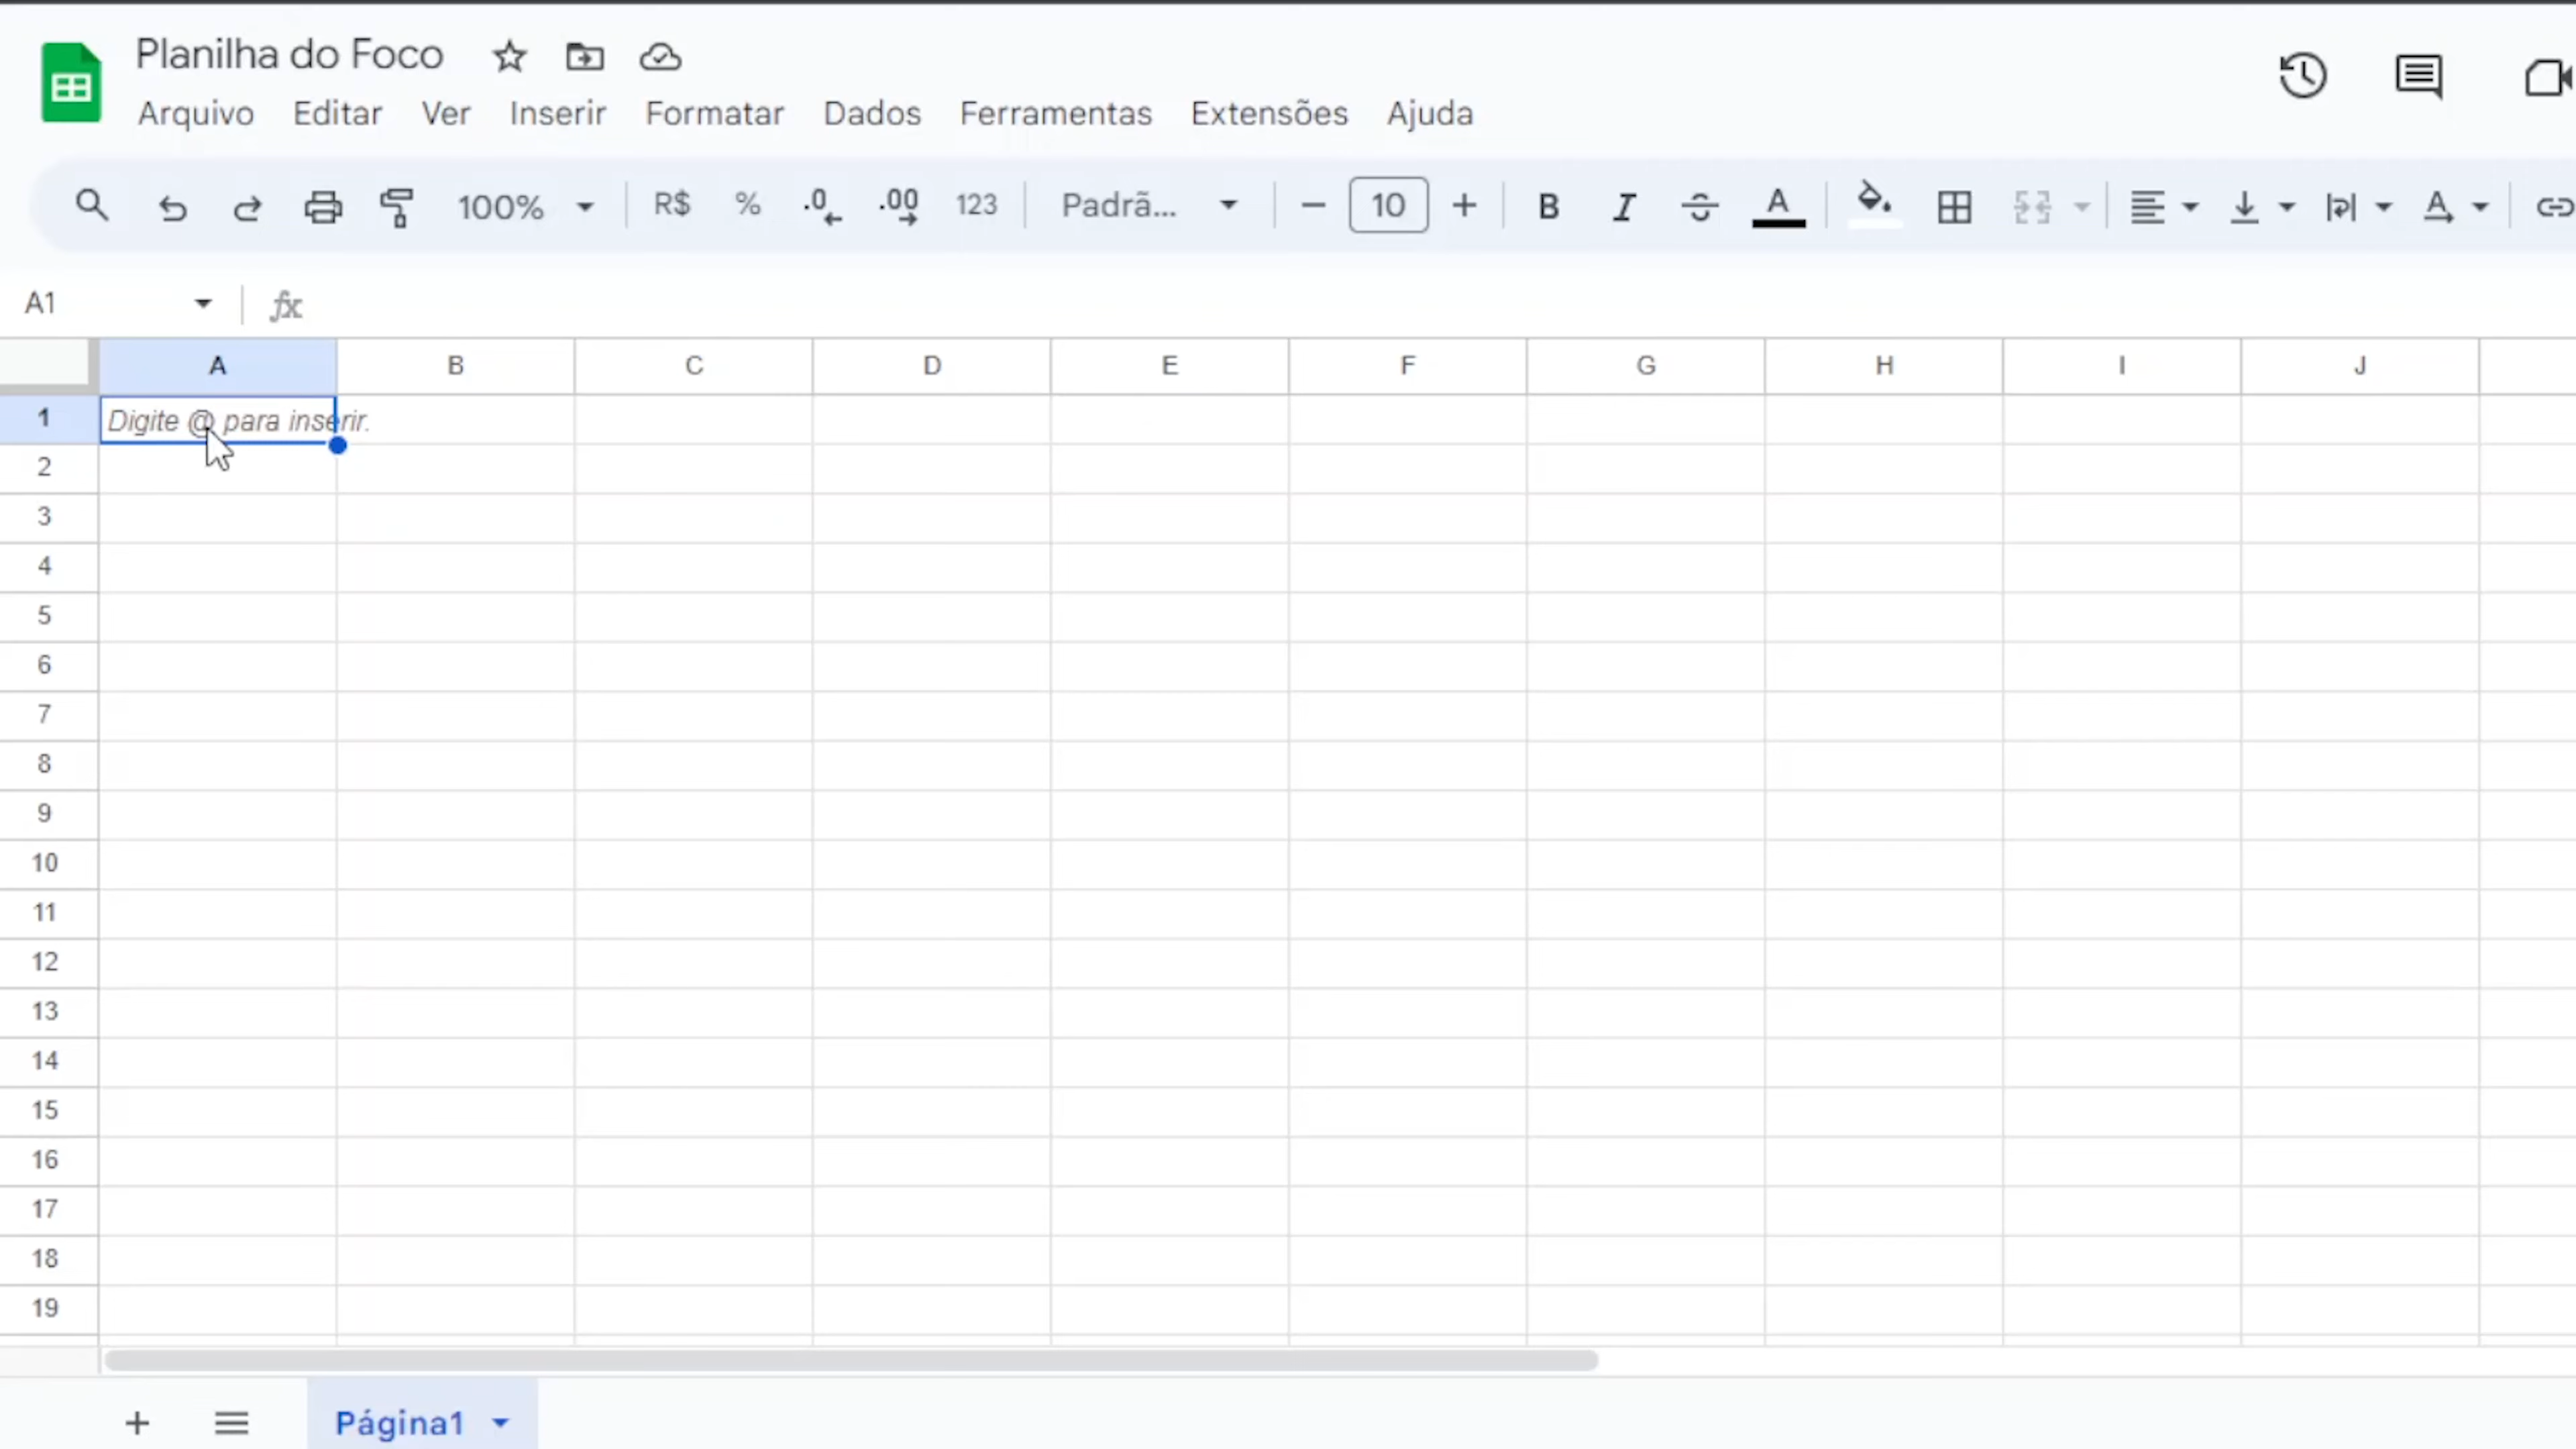 Planilha do Foco
Arquivo Editar Ver Inserir Formatar Dados Ferramentas Extensões Ajuda
100% R$ % .0 .00 123 Padrã... − 10 + B I S A A
A1 fx
A B C D E F G H I J
1 Digite @ para inserir.
2
3
4
5
6
7
8
9
10
11
12
13
14
15
16
17
18
19
+ Página1